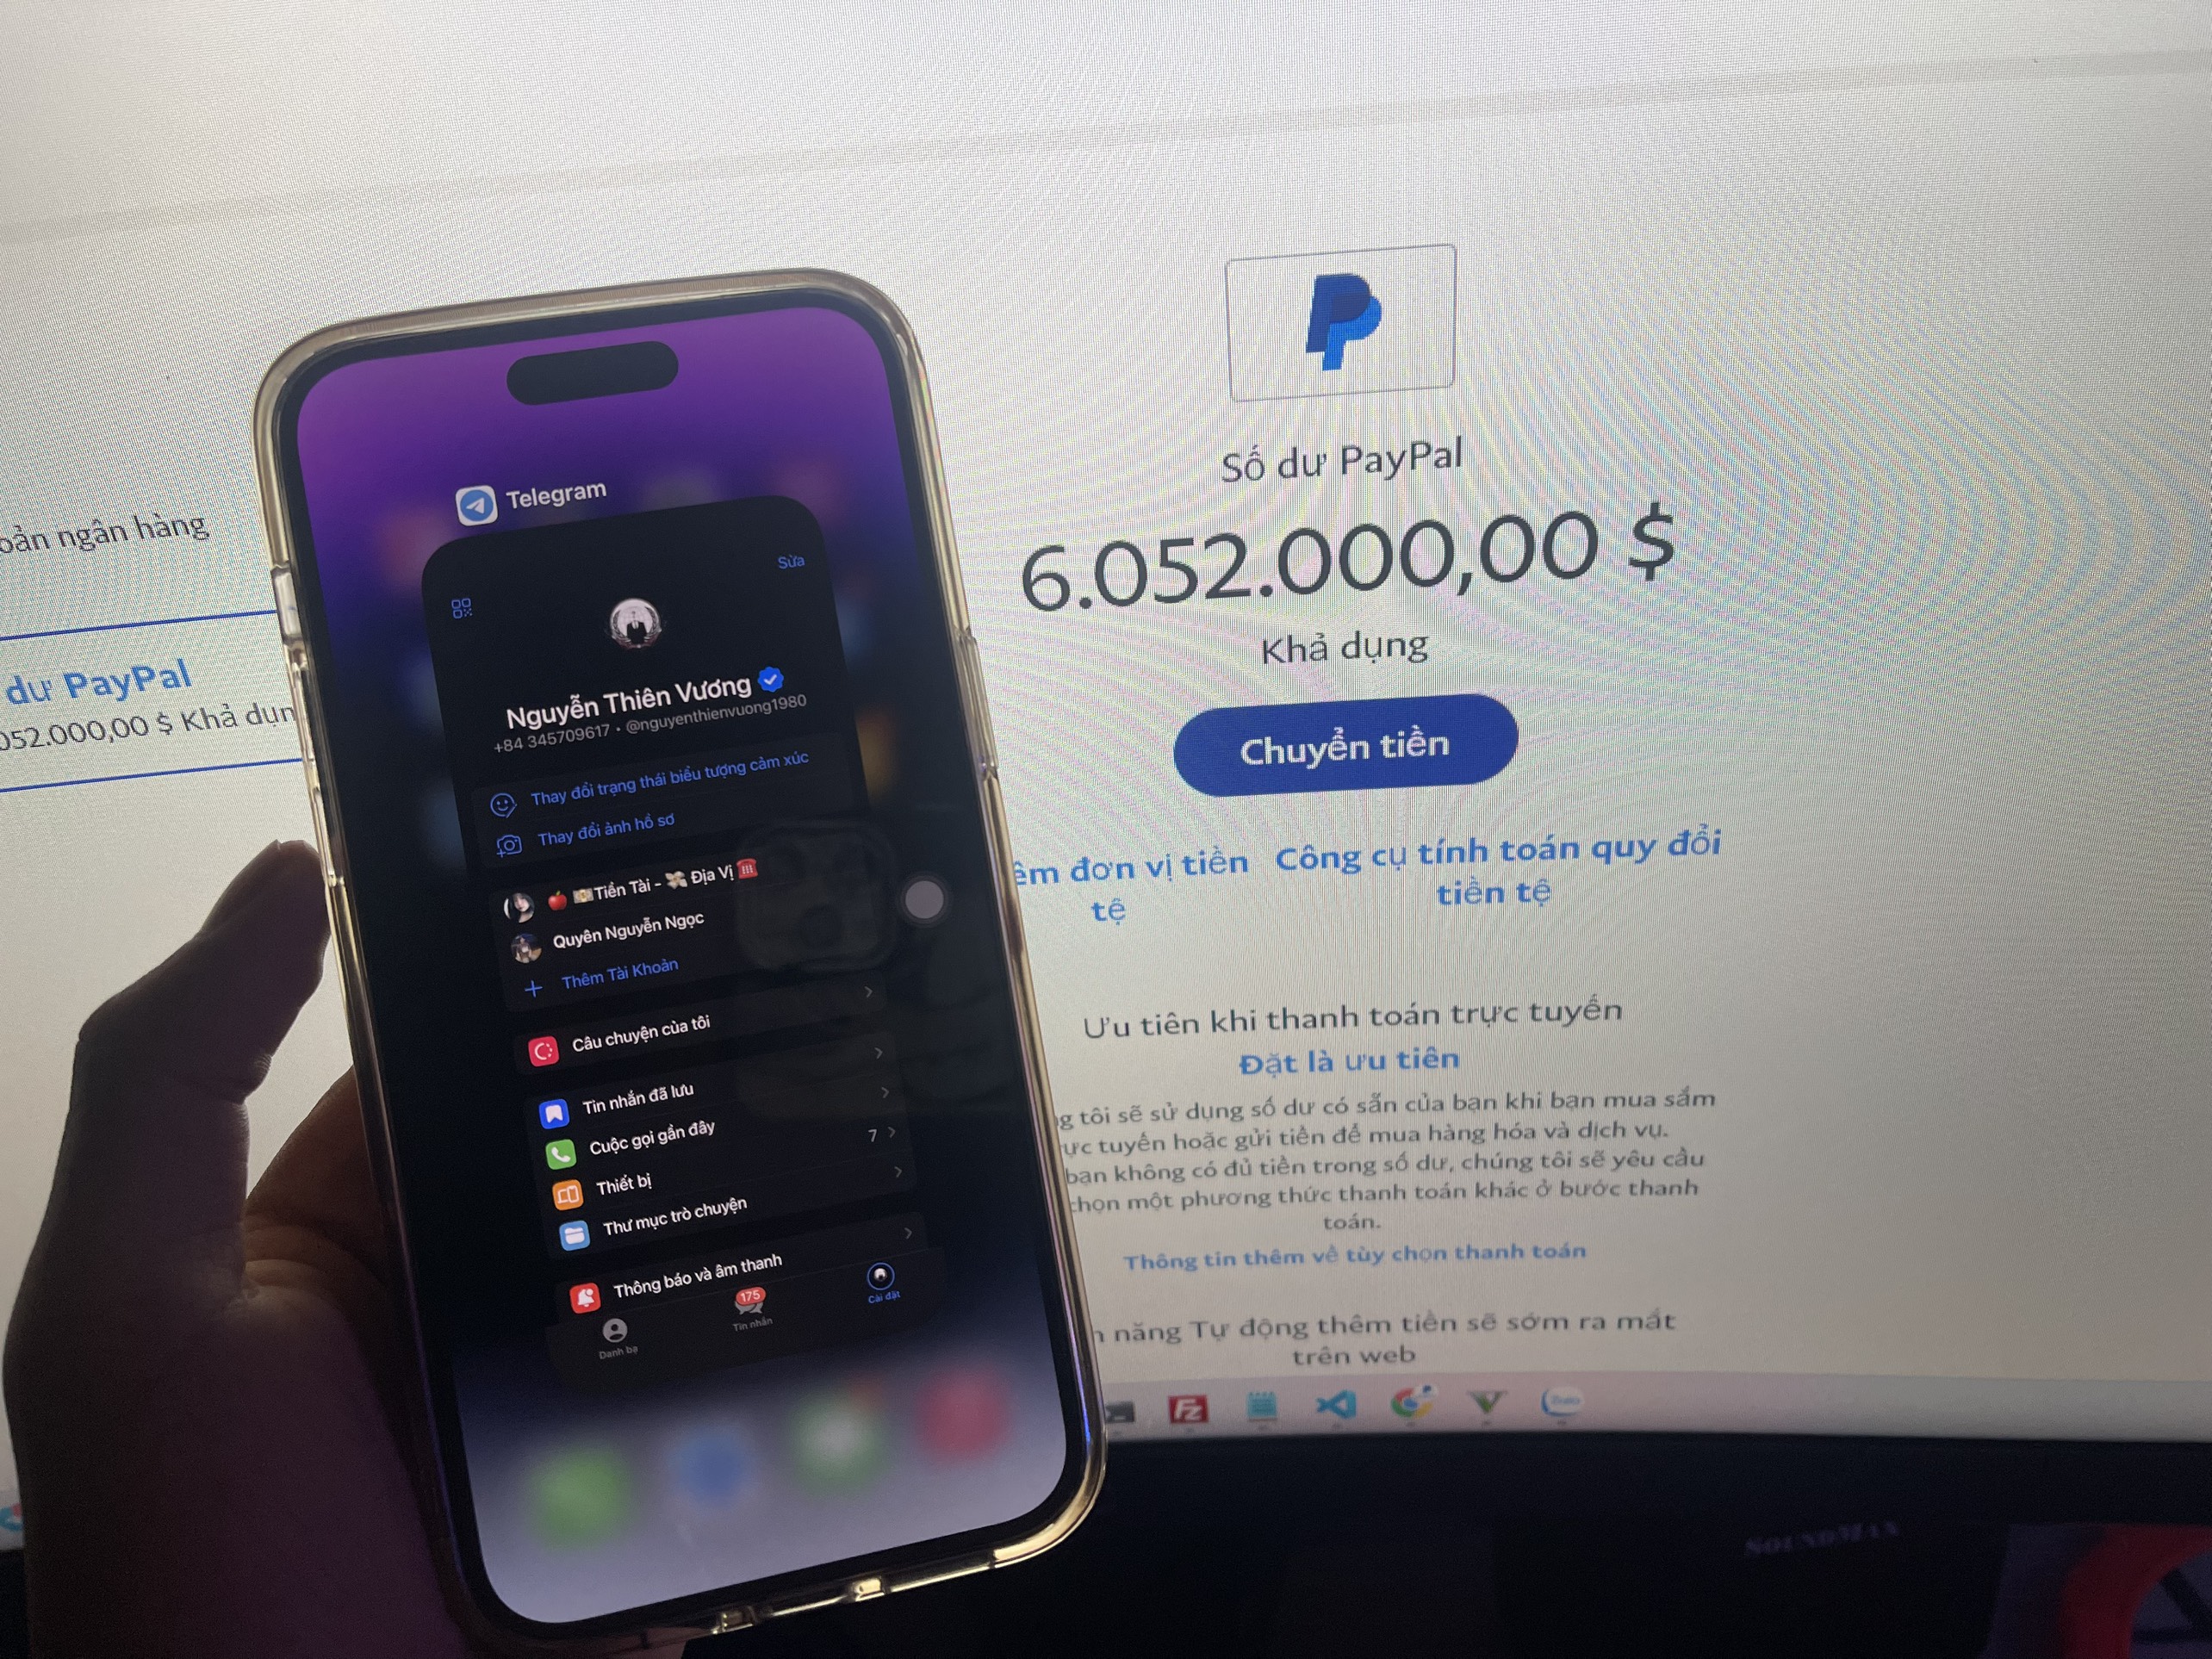 oản ngân hàng
dư PayPal
052.000,00 $ Khả dụn
Telegram
Sửa
Nguyễn Thiên Vương
+84 345709617 • @nguyenthienvuong1980
Thay đổi trạng thái biểu tượng cảm xúc
Thay đổi ảnh hồ sơ
Tiền Tài - Địa Vị
Quyên Nguyễn Ngọc
+ Thêm Tài Khoản
Câu chuyện của tôi
Tin nhắn đã lưu
Cuộc gọi gần đây
Thiết bị 7
Thư mục trò chuyện
Thông báo và âm thanh
175
Danh bạ
Tin nhắn
Cài đặt
Số dư PayPal
6.052.000,00 $
Khả dụng
Chuyển tiền
êm đơn vị tiền
tệ
Công cụ tính toán quy đổi
tiền tệ
Ưu tiên khi thanh toán trực tuyến
Đặt là ưu tiên
g tôi sẽ sử dụng số dư có sẵn của bạn khi bạn mua sắm
ực tuyến hoặc gửi tiền để mua hàng hóa và dịch vụ.
bạn không có đủ tiền trong số dư, chúng tôi sẽ yêu cầu
chọn một phương thức thanh toán khác ở bước thanh
toán.
Thông tin thêm về tùy chọn thanh toán
h năng Tự động thêm tiền sẽ sớm ra mắt
trên web
Fz
Zalo
SOUNDMAX